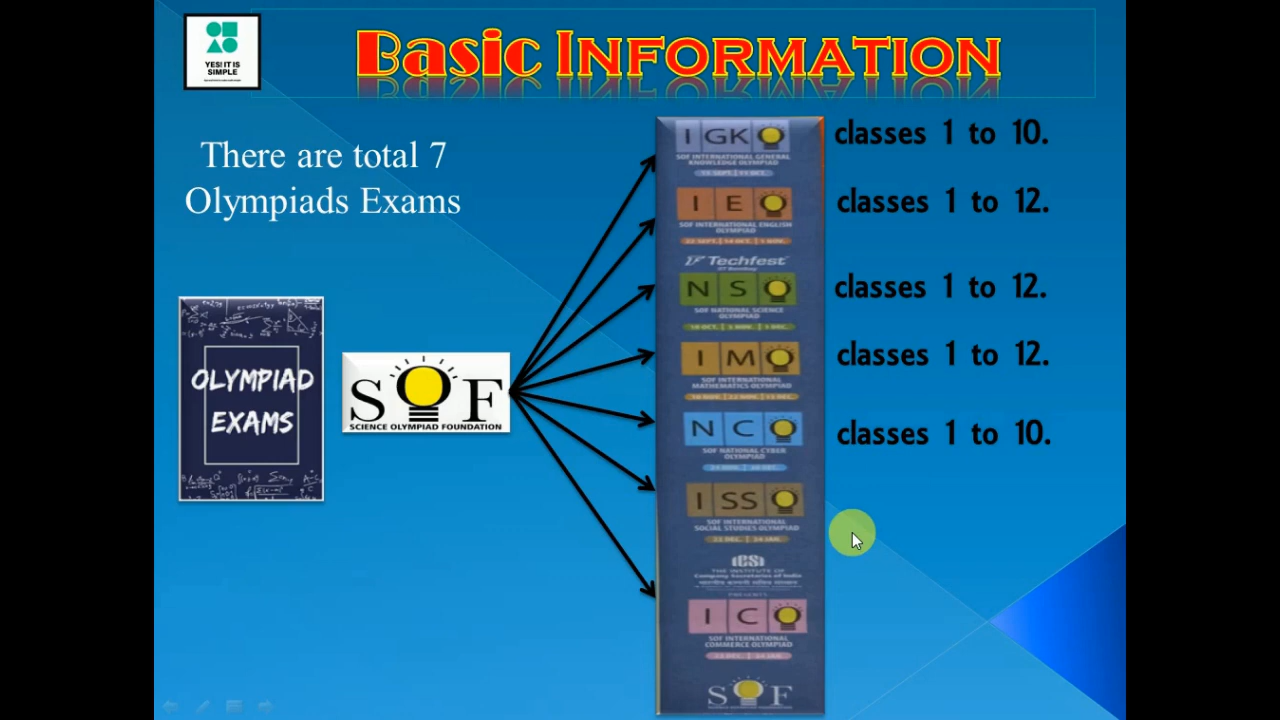 YES! IT IS
SIMPLE
Basic INFORMATION
There are total 7
Olympiads Exams
OLYMPIAD
EXAMS
SOF
SCIENCE OLYMPIAD FOUNDATION
IGKO
SOF INTERNATIONAL GENERAL
KNOWLEDGE OLYMPIAD
classes 1 to 10.
IEO
SOF INTERNATIONAL ENGLISH
OLYMPIAD
classes 1 to 12.
Techfest
NSO
SOF NATIONAL SCIENCE
OLYMPIAD
classes 1 to 12.
IMO
SOF INTERNATIONAL
MATHEMATICS OLYMPIAD
classes 1 to 12.
NCO
SOF NATIONAL CYBER
OLYMPIAD
classes 1 to 10.
ISSO
SOF INTERNATIONAL
SOCIAL STUDIES OLYMPIAD
ICSI
THE INSTITUTE OF
Company Secretaries of India
PRESENTS
ICO
SOF INTERNATIONAL
COMMERCE OLYMPIAD
SOF